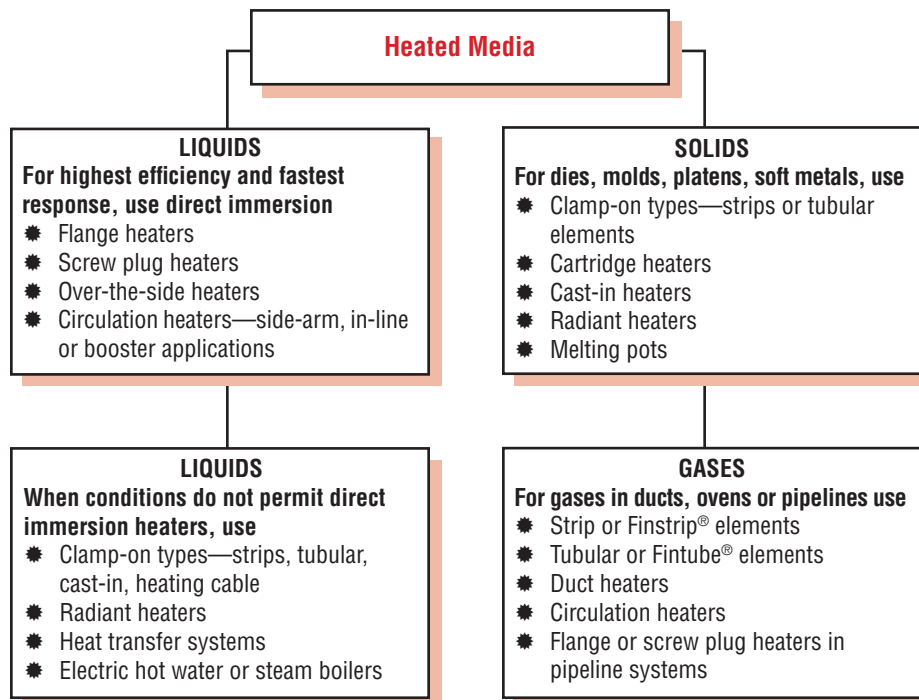 Heated Media
LIQUIDS
For highest efficiency and fastest
response, use direct immersion
✹ Flange heaters
✹ Screw plug heaters
✹ Over-the-side heaters
✹ Circulation heaters—side-arm, in-line
or booster applications
SOLIDS
For dies, molds, platens, soft metals, use
✹ Clamp-on types—strips or tubular
elements
✹ Cartridge heaters
✹ Cast-in heaters
✹ Radiant heaters
✹ Melting pots
LIQUIDS
When conditions do not permit direct
immersion heaters, use
✹ Clamp-on types—strips, tubular,
cast-in, heating cable
✹ Radiant heaters
✹ Heat transfer systems
✹ Electric hot water or steam boilers
GASES
For gases in ducts, ovens or pipelines use
✹ Strip or Finstrip® elements
✹ Tubular or Fintube® elements
✹ Duct heaters
✹ Circulation heaters
✹ Flange or screw plug heaters in
pipeline systems